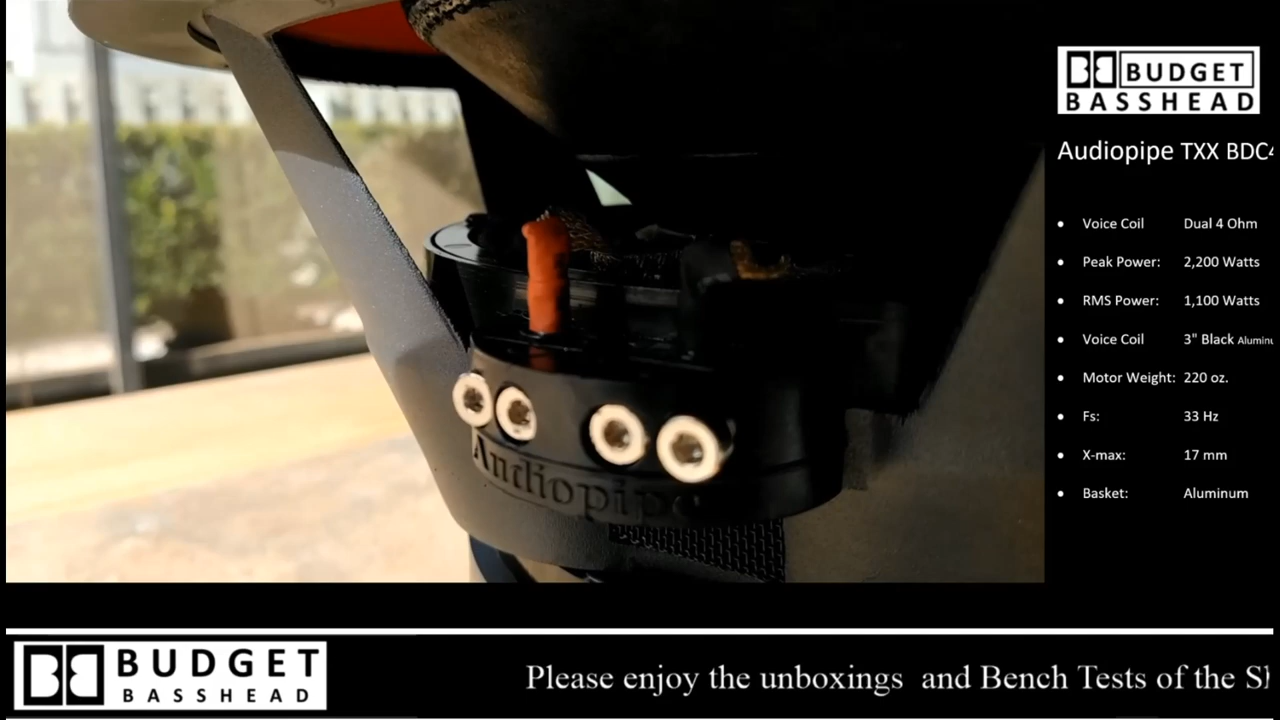 BUDGET
BASSHEAD
Audiopipe TXX BDC4
• Voice Coil Dual 4 Ohm
• Peak Power: 2,200 Watts
• RMS Power: 1,100 Watts
• Voice Coil 3" Black Aluminu
• Motor Weight: 220 oz.
• Fs: 33 Hz
• X-max: 17 mm
• Basket: Aluminum
Audiopipe
BUDGET
BASSHEAD
Please enjoy the unboxings and Bench Tests of the